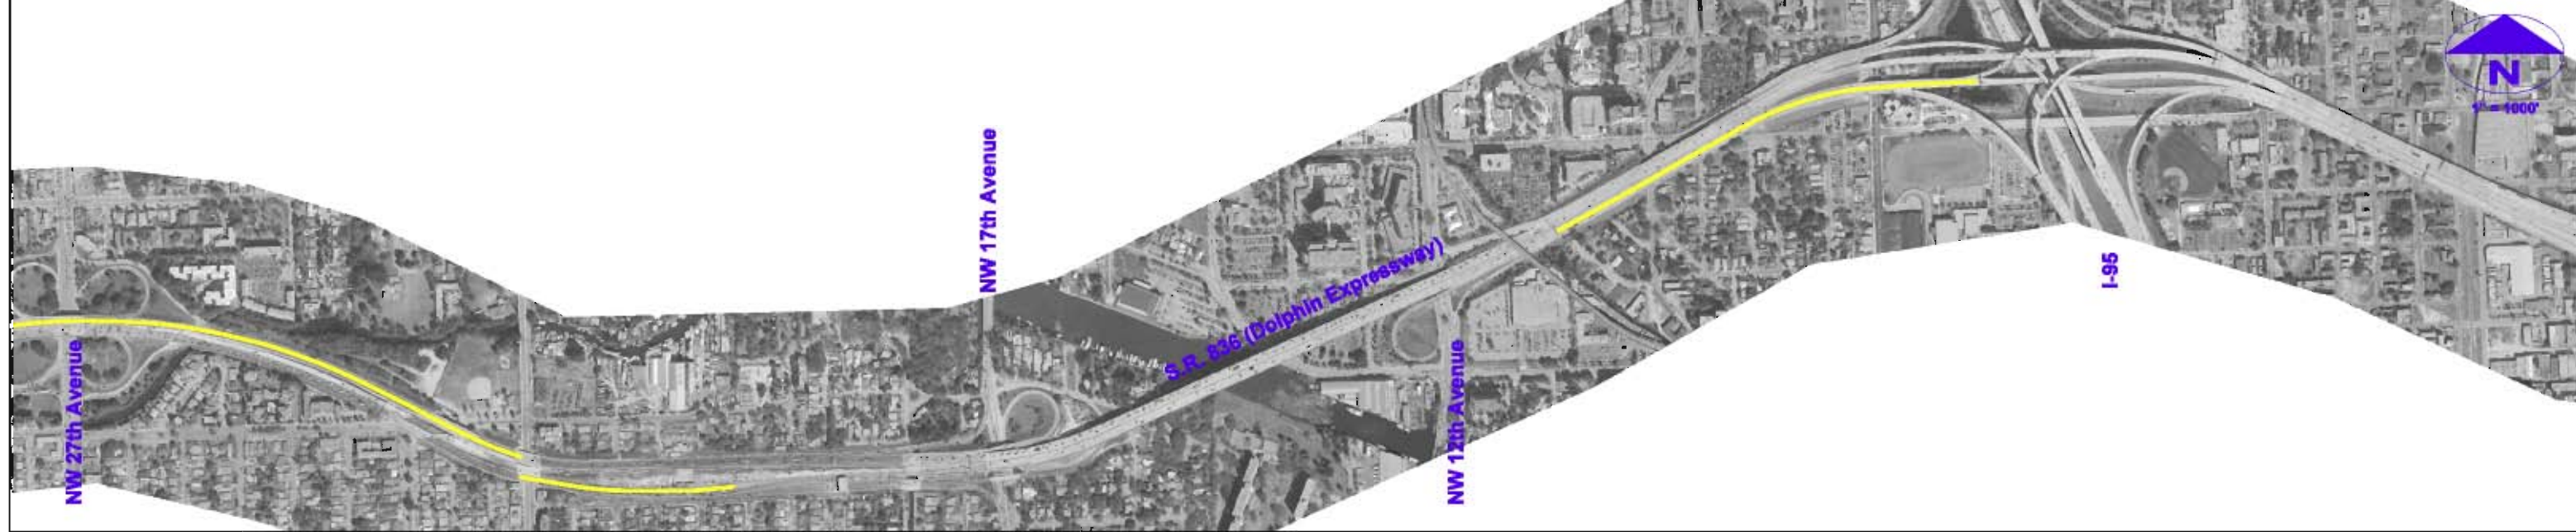 NW 27th Avenue
NW 17th Avenue
S.R. 836 (Dolphin Expressway)
NW 12th Avenue
I-95
N
1" = 1000'